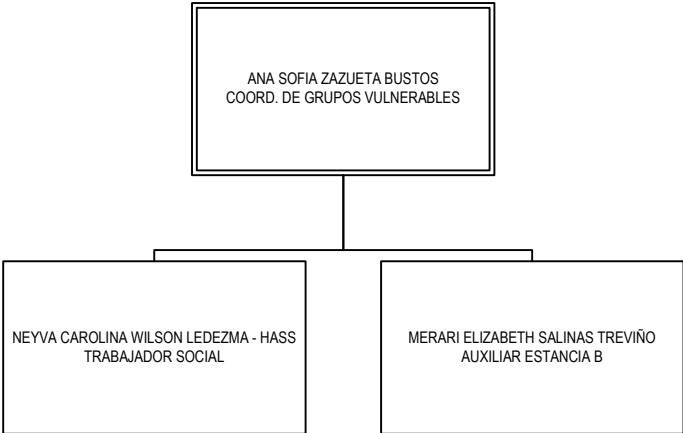 ANA SOFIA ZAZUETA BUSTOS
COORD. DE GRUPOS VULNERABLES
NEYVA CAROLINA WILSON LEDEZMA - HASS
TRABAJADOR SOCIAL
MERARI ELIZABETH SALINAS TREVIÑO
AUXILIAR ESTANCIA B